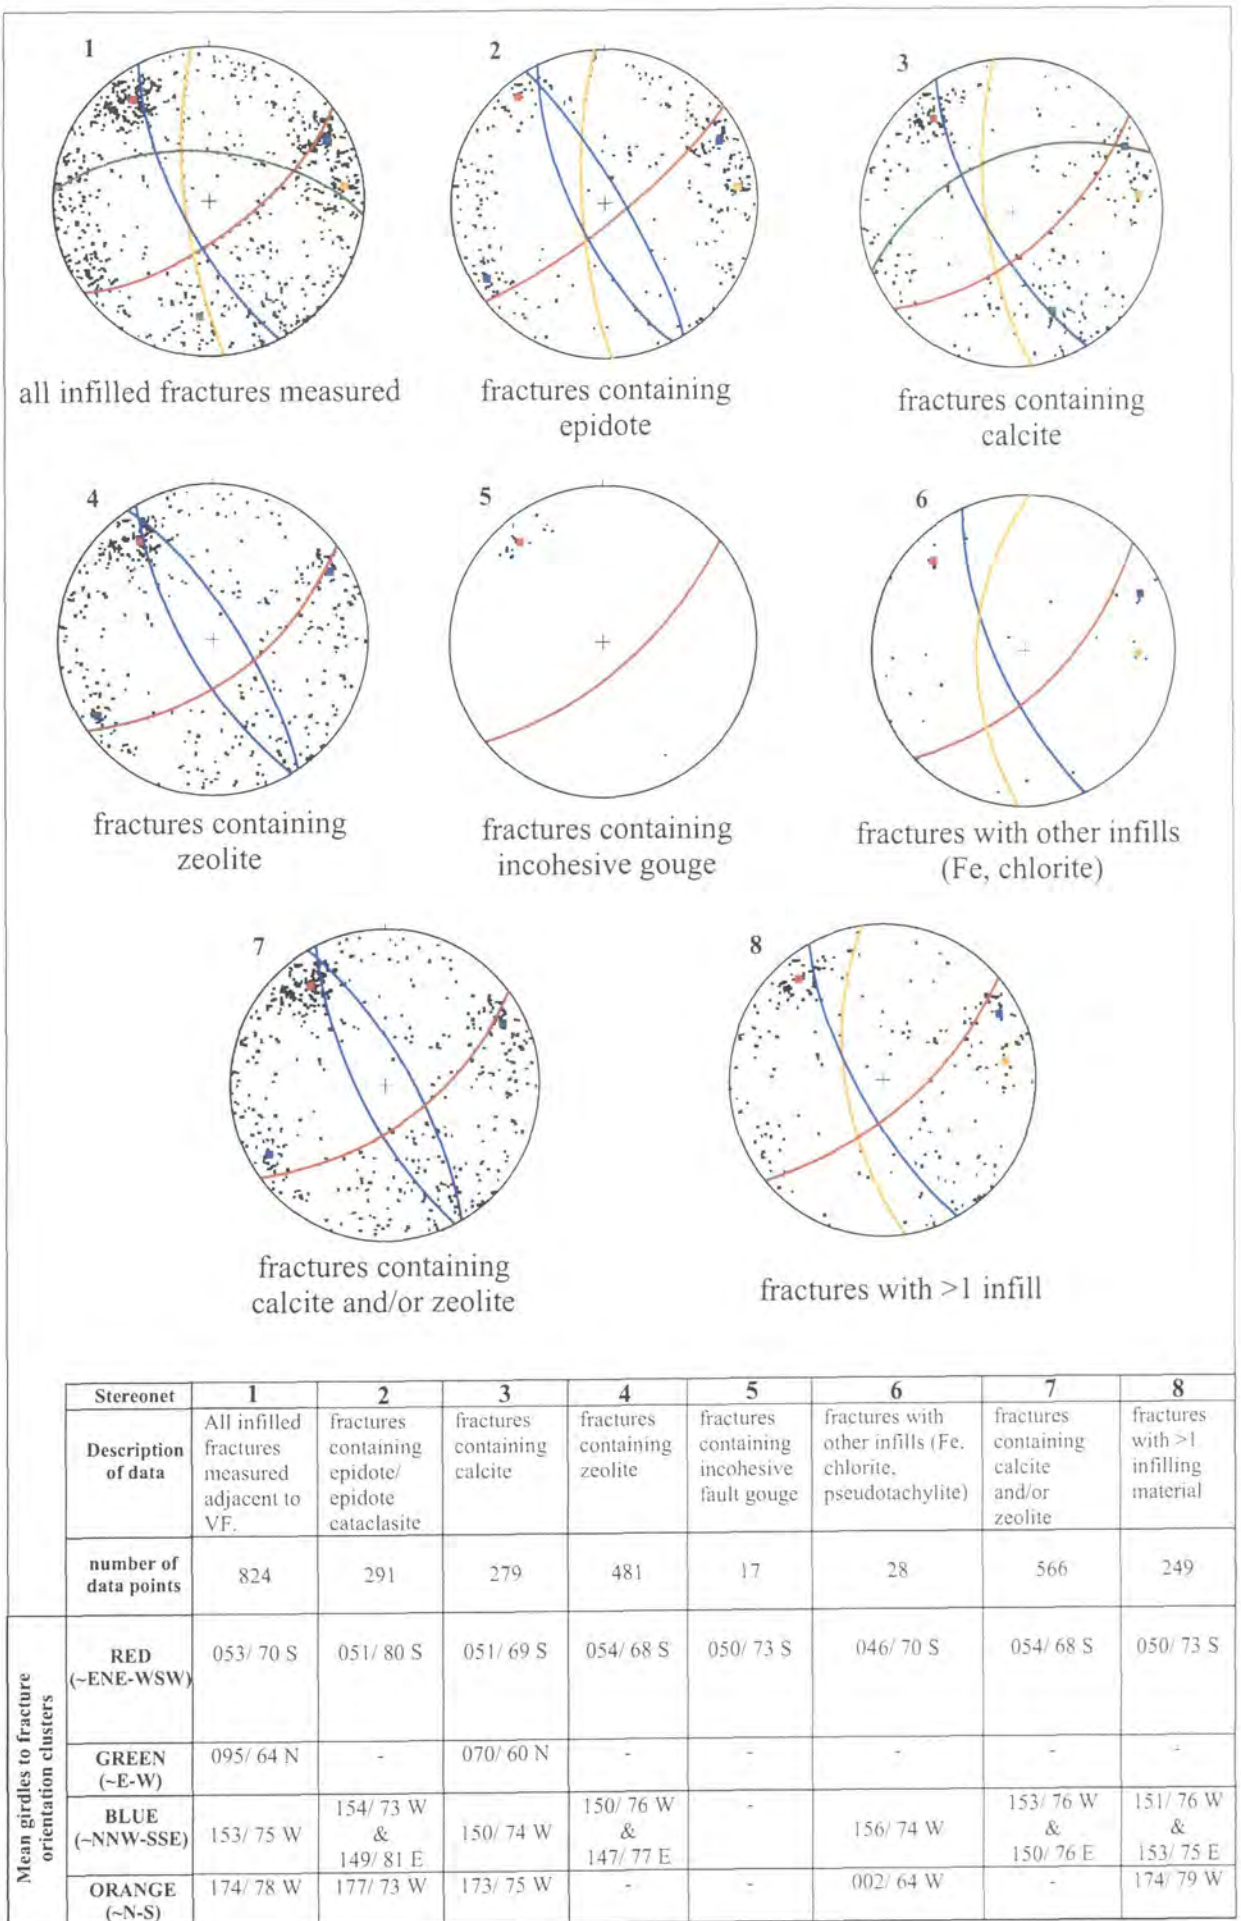 1
2
3
all infilled fractures measured
fractures containing
epidote
fractures containing
calcite
4
5
6
fractures containing
zeolite
fractures containing
incohesive gouge
fractures with other infills
(Fe, chlorite)
7
8
fractures containing
calcite and/or zeolite
fractures with >1 infill
Stereonet 1 2 3 4 5 6 7 8
Description
of data
All infilled
fractures
measured
adjacent to
VF.
fractures
containing
epidote/
epidote
cataclasite
fractures
containing
calcite
fractures
containing
zeolite
fractures
containing
incohesive
fault gouge
fractures with
other infills (Fe,
chlorite,
pseudotachylite)
fractures
containing
calcite
and/or
zeolite
fractures
with >1
infilling
material
number of
data points
824 291 279 481 17 28 566 249
Mean girdles to fracture
orientation clusters
RED
(~ENE-WSW)
053/ 70 S 051/ 80 S 051/ 69 S 054/ 68 S 050/ 73 S 046/ 70 S 054/ 68 S 050/ 73 S
GREEN
(~E-W)
095/ 64 N - 070/ 60 N - - - - -
BLUE
(~NNW-SSE)
153/ 75 W
154/ 73 W
&
149/ 81 E
150/ 74 W
150/ 76 W
&
147/ 77 E
-
156/ 74 W
153/ 76 W
&
150/ 76 E
151/ 76 W
&
153/ 75 E
ORANGE
(~N-S)
174/ 78 W 177/ 73 W 173/ 75 W - - 002/ 64 W - 174/ 79 W